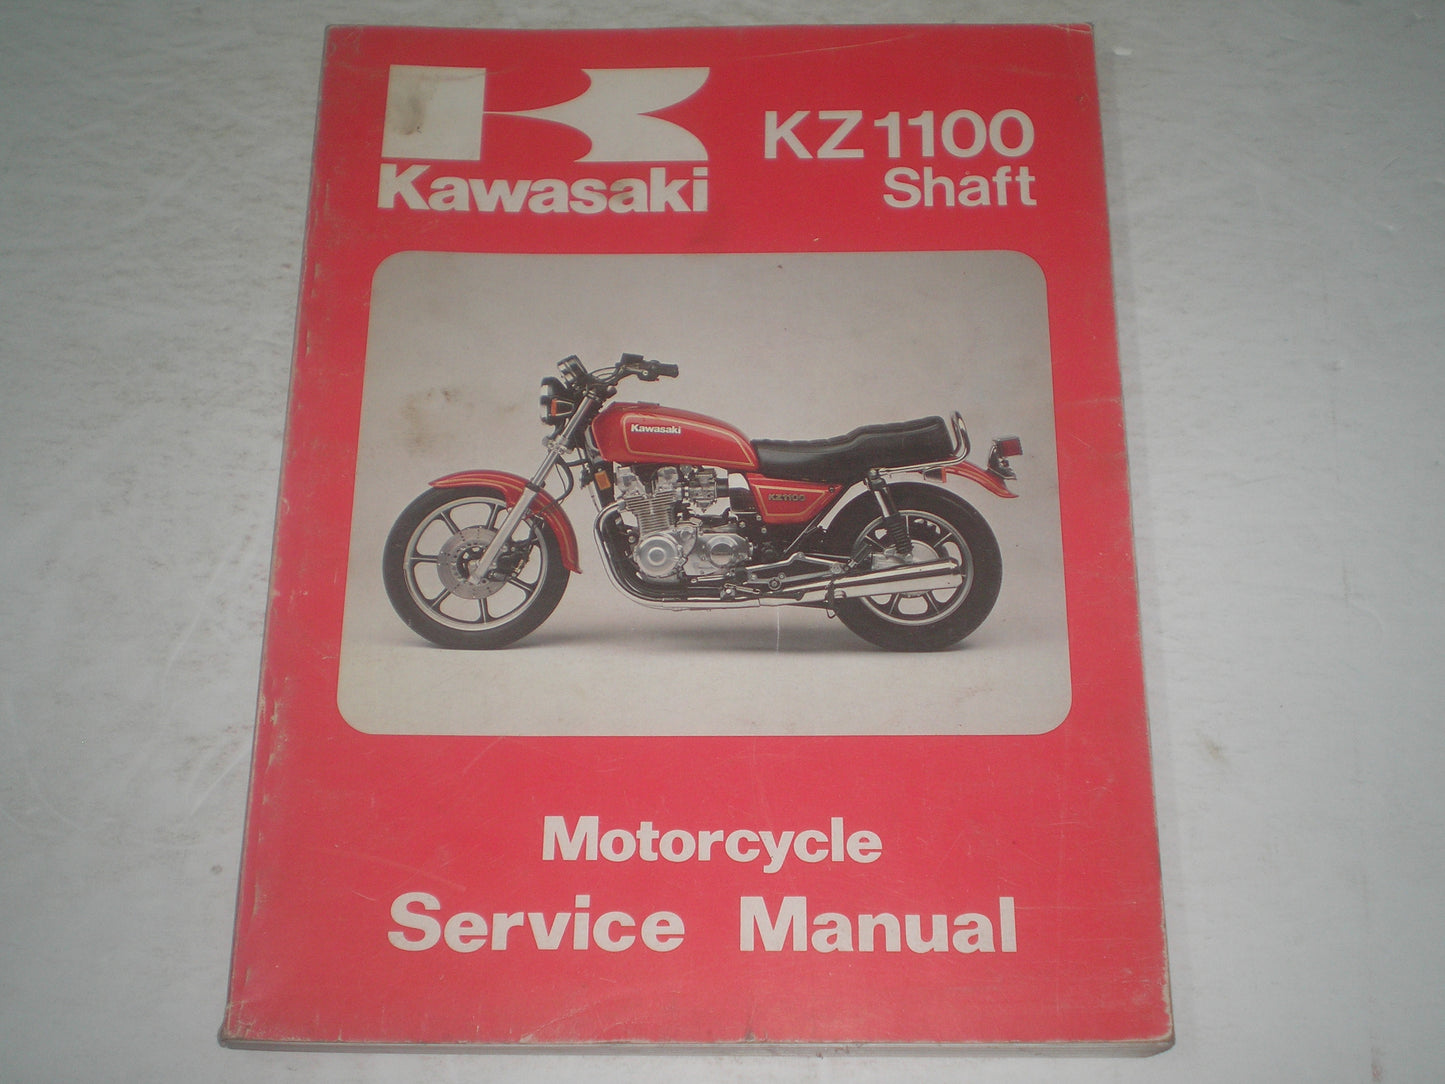 Kawasaki
KZ1100
Shaft
Kawasaki
KZ1100
Motorcycle
Service Manual